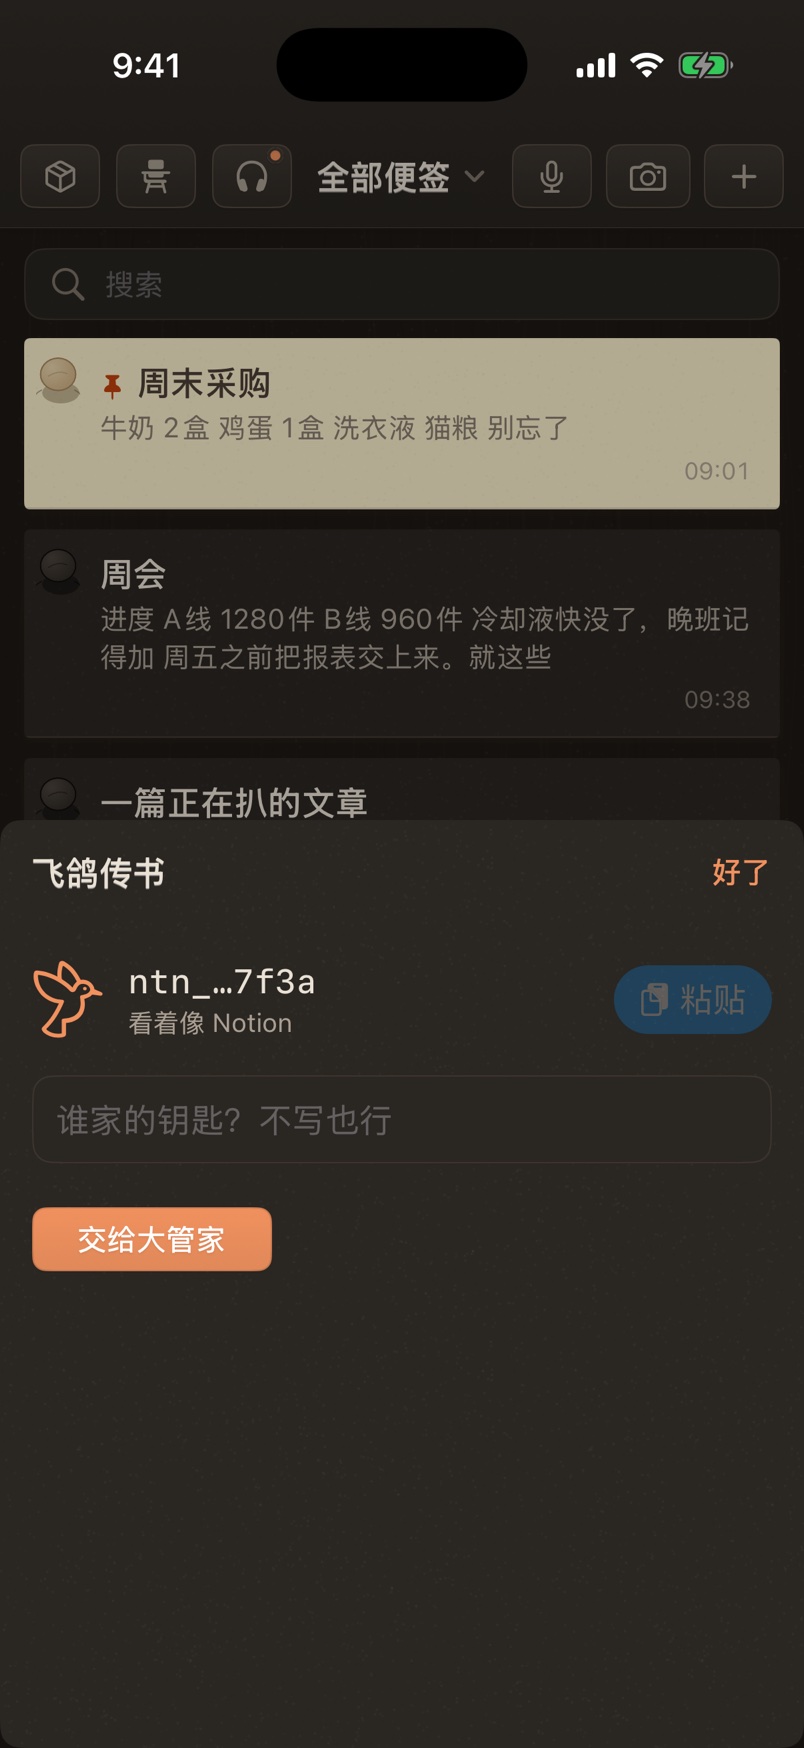 9:41
全部便签
搜索
周末采购
牛奶 2盒 鸡蛋 1盒 洗衣液 猫粮 别忘了
09:01
周会
进度 A线 1280件 B线 960件 冷却液快没了，晚班记
得加 周五之前把报表交上来。就这些
09:38
一篇正在扒的文章
飞鸽传书
好了
ntn_…7f3a
看着像 Notion
粘贴
谁家的钥匙？不写也行
交给大管家